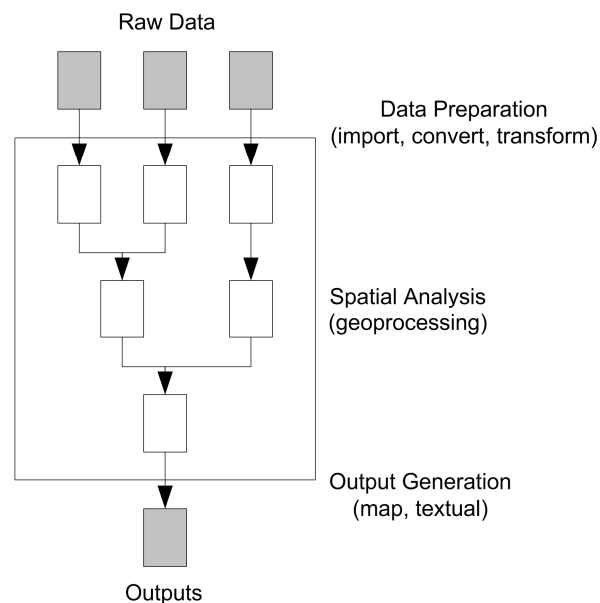 Raw Data
Data Preparation
(import, convert, transform)
Spatial Analysis
(geoprocessing)
Output Generation
(map, textual)
Outputs